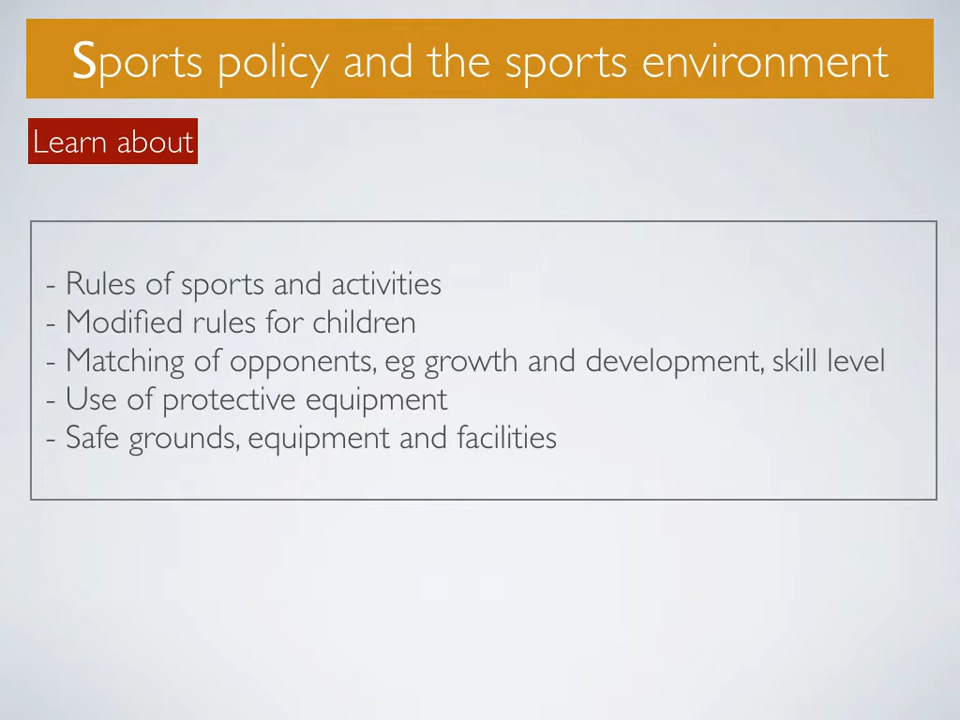 Sports policy and the sports environment
Learn about
- Rules of sports and activities
- Modified rules for children
- Matching of opponents, eg growth and development, skill level
- Use of protective equipment
- Safe grounds, equipment and facilities